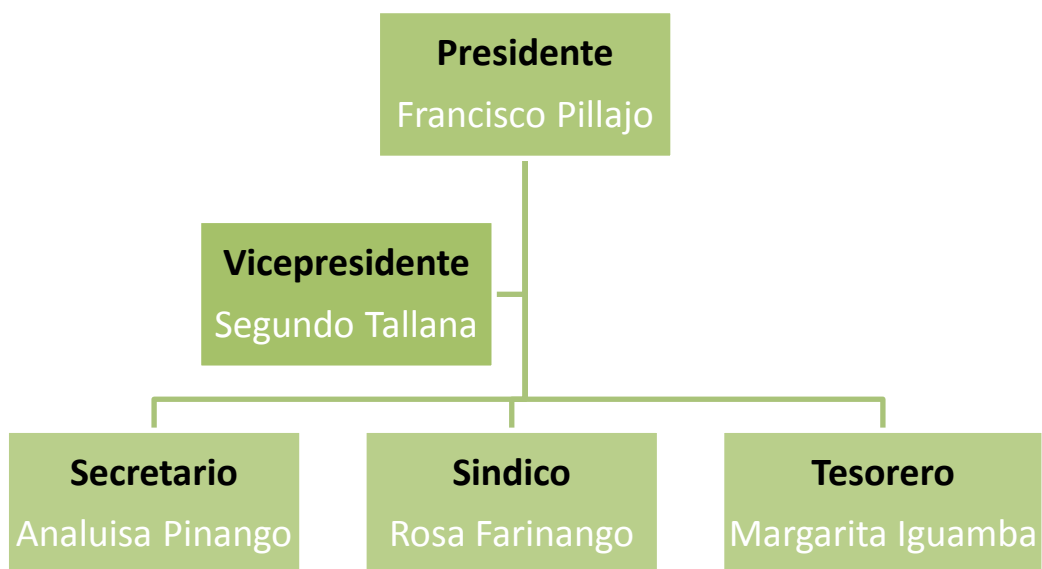 Presidente
Francisco Pillajo
Vicepresidente
Segundo Tallana
Secretario
Analuisa Pinango
Sindico
Rosa Farinango
Tesorero
Margarita Iguamba